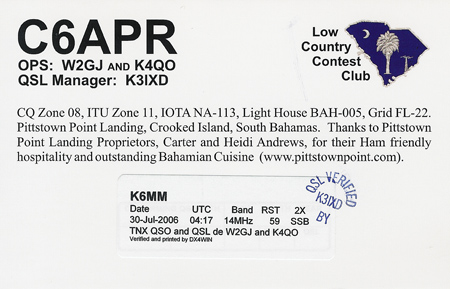 C6APR
OPS: W2GJ AND K4QO
QSL Manager: K3IXD
Low
Country
Contest
Club
CQ Zone 08, ITU Zone 11, IOTA NA-113, Light House BAH-005, Grid FL-22.
Pittstown Point Landing, Crooked Island, South Bahamas. Thanks to Pittstown
Point Landing Proprietors, Carter and Heidi Andrews, for their Ham friendly
hospitality and outstanding Bahamian Cuisine (www.pittstownpoint.com).
K6MM
Date UTC Band RST 2X
30-Jul-2006 04:17 14MHz 59 SSB
TNX QSO and QSL de W2GJ and K4QO
Verified and printed by DX4WIN
QSL VERIFIED
K3IXD
BY